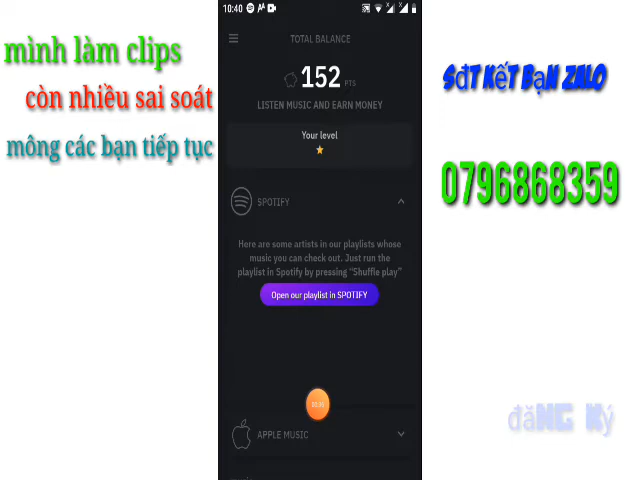 mình làm clips
còn nhiều sai soát
mông các bạn tiếp tục
10:40
TOTAL BALANCE
152 PTS
LISTEN MUSIC AND EARN MONEY
Your level
SPOTIFY
Here are some artists in our playlists whose
music you can check out. Just run the
playlist in Spotify by pressing “Shuffle play”
Open our playlist in SPOTIFY
APPLE MUSIC
SđT KếT BạN ZALO
0796868359
đăNG Ký